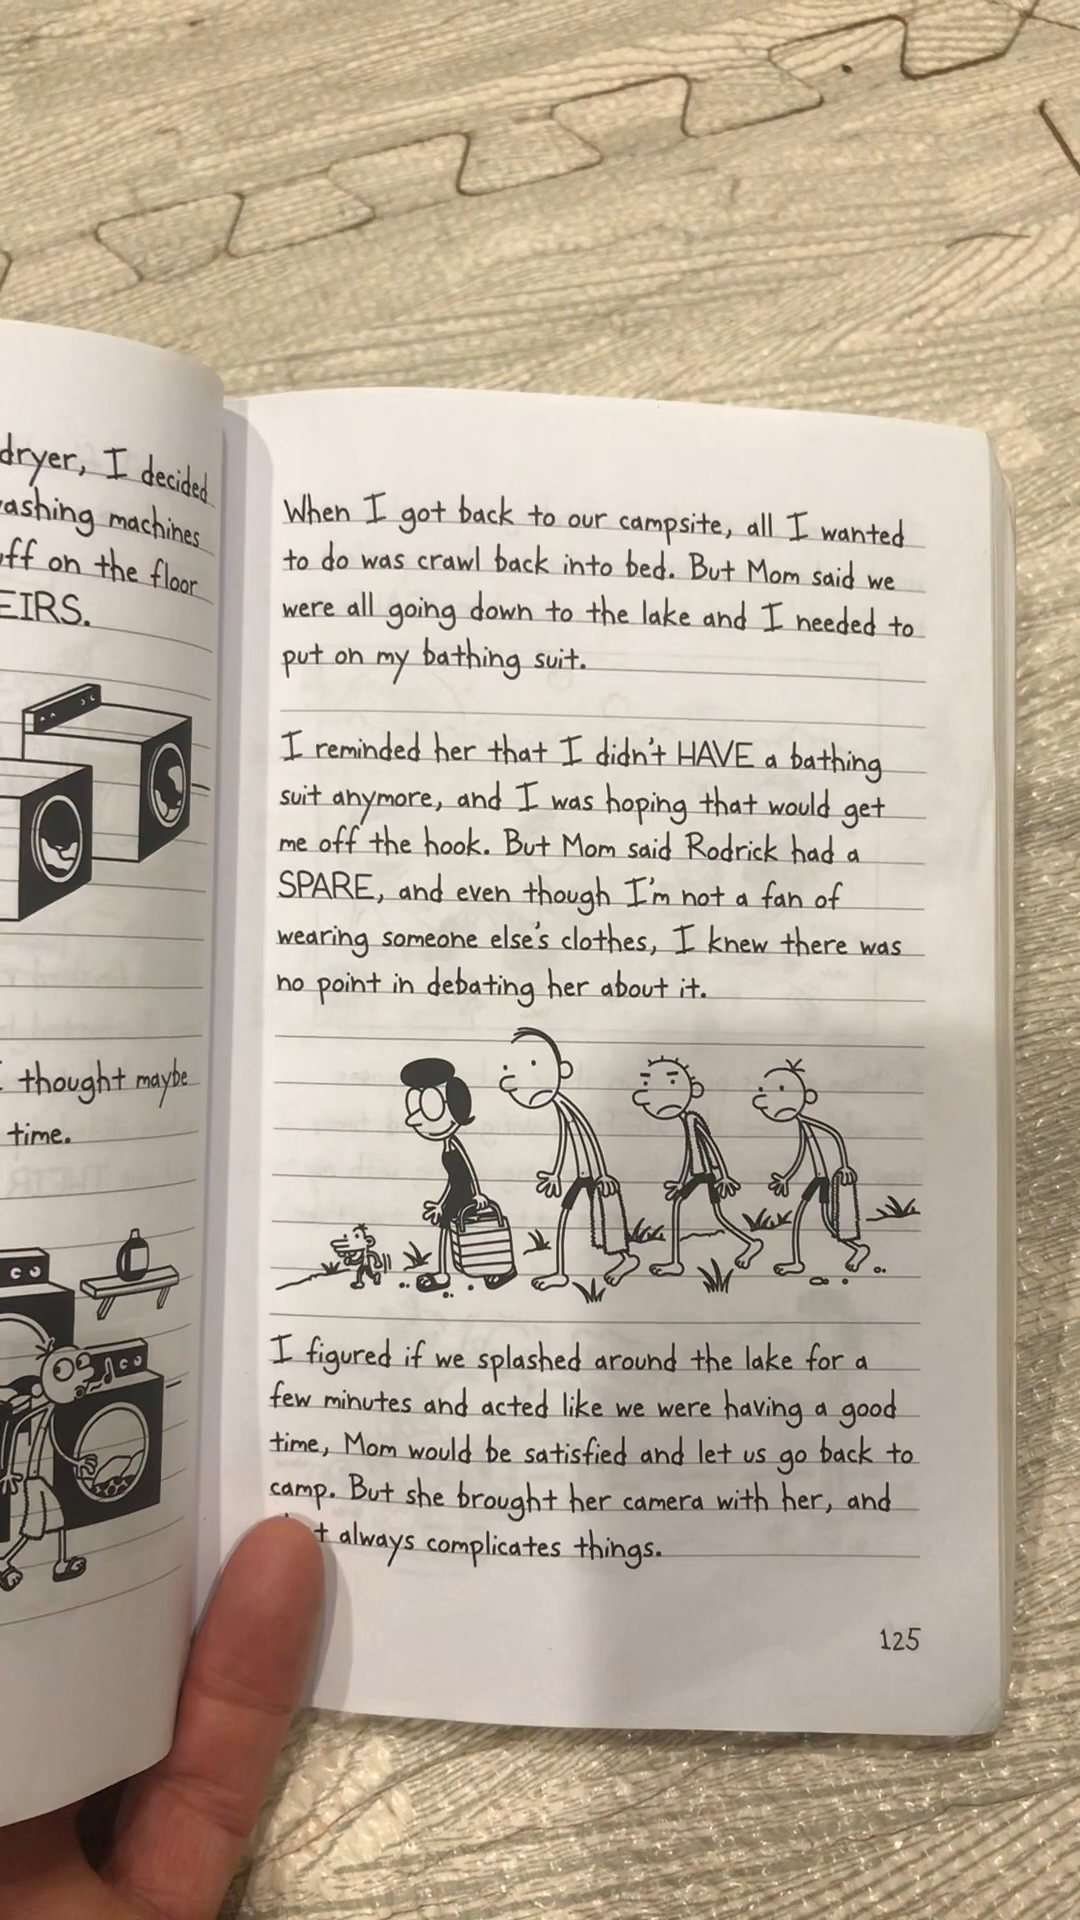 dryer, I decided
washing machines
off on the floor
EIRS.
thought maybe
time.
When I got back to our campsite, all I wanted
to do was crawl back into bed. But Mom said we
were all going down to the lake and I needed to
put on my bathing suit.
I reminded her that I didn't HAVE a bathing
suit anymore, and I was hoping that would get
me off the hook. But Mom said Rodrick had a
SPARE, and even though I'm not a fan of
wearing someone else's clothes, I knew there was
no point in debating her about it.
I figured if we splashed around the lake for a
few minutes and acted like we were having a good
time, Mom would be satisfied and let us go back to
camp. But she brought her camera with her, and
always complicates things.
125